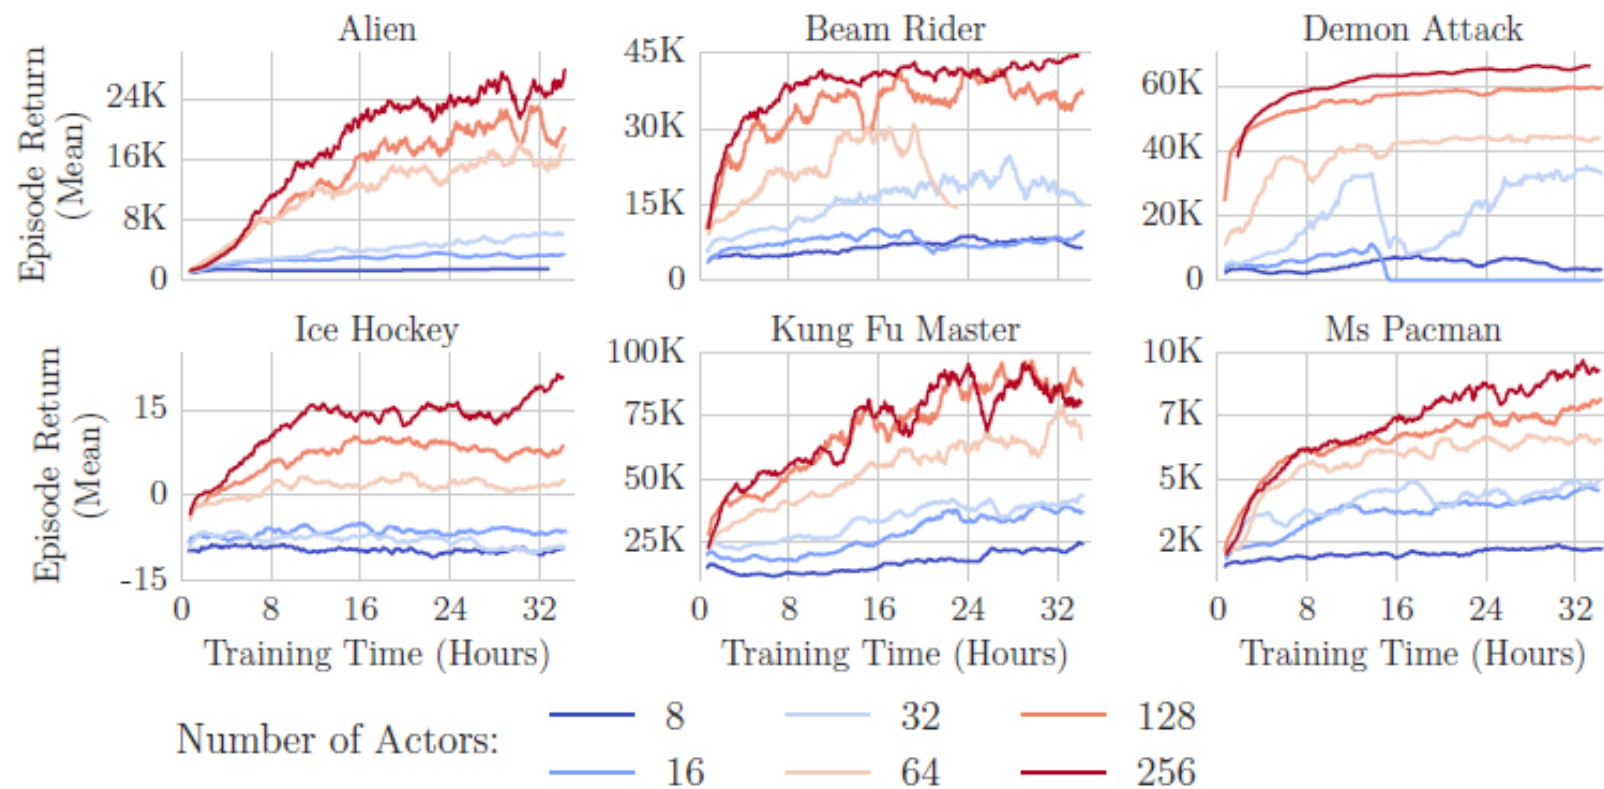 Alien
Beam Rider
Demon Attack
Episode Return
(Mean)
24K
16K
8K
0
45K
30K
15K
0
60K
40K
20K
0
Ice Hockey
Kung Fu Master
Ms Pacman
Episode Return
(Mean)
15
0
-15
100K
75K
50K
25K
10K
7K
5K
2K
0 8 16 24 32
0 8 16 24 32
0 8 16 24 32
Training Time (Hours)
Training Time (Hours)
Training Time (Hours)
Number of Actors:
8 32 128
16 64 256